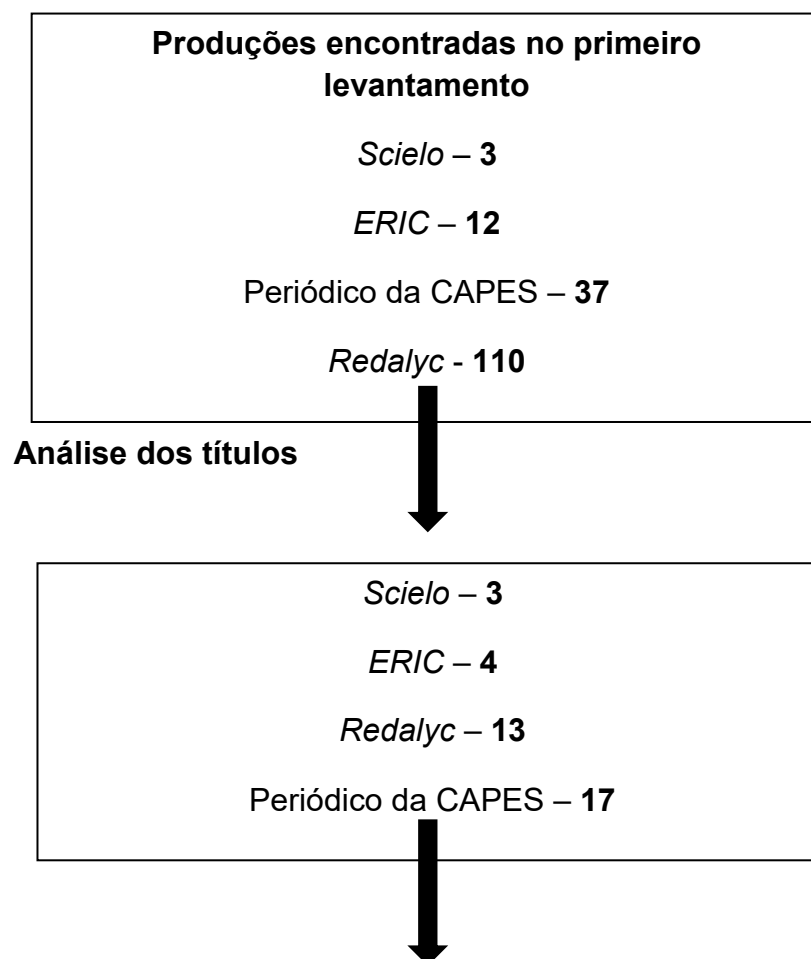 Produções encontradas no primeiro
levantamento
Scielo – 3
ERIC – 12
Periódico da CAPES – 37
Redalyc - 110
Análise dos títulos
Scielo – 3
ERIC – 4
Redalyc – 13
Periódico da CAPES – 17